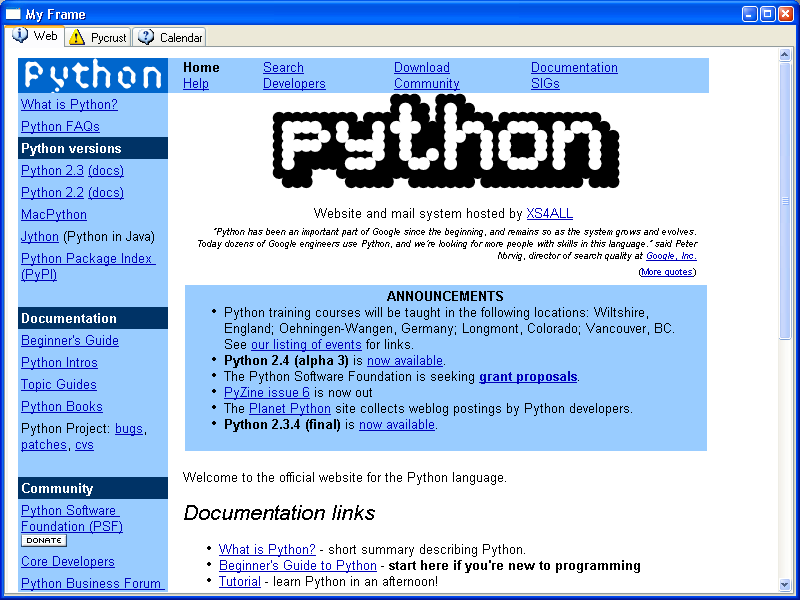 My Frame
Web Pycrust Calendar
Python
Home Search Download Documentation
Help Developers Community SIGs
What is Python?
Python FAQs
Python versions
Python 2.3 (docs)
Python 2.2 (docs)
MacPython
Jython (Python in Java)
Python Package Index
(PyPI)
Documentation
Beginner's Guide
Python Intros
Topic Guides
Python Books
Python Project: bugs,
patches, cvs
Community
Python Software
Foundation (PSF)
DONATE
Core Developers
Python Business Forum
python
Website and mail system hosted by XS4ALL
"Python has been an important part of Google since the beginning, and remains so as the system grows and evolves.
Today dozens of Google engineers use Python, and we're looking for more people with skills in this language." said Peter
Norvig, director of search quality at Google, Inc.
(More quotes)
ANNOUNCEMENTS
• Python training courses will be taught in the following locations: Wiltshire,
England; Oehningen-Wangen, Germany; Longmont, Colorado; Vancouver, BC.
See our listing of events for links.
• Python 2.4 (alpha 3) is now available.
• The Python Software Foundation is seeking grant proposals.
• PyZine issue 6 is now out
• The Planet Python site collects weblog postings by Python developers.
• Python 2.3.4 (final) is now available.
Welcome to the official website for the Python language.
Documentation links
• What is Python? - short summary describing Python.
• Beginner's Guide to Python - start here if you're new to programming
• Tutorial - learn Python in an afternoon!